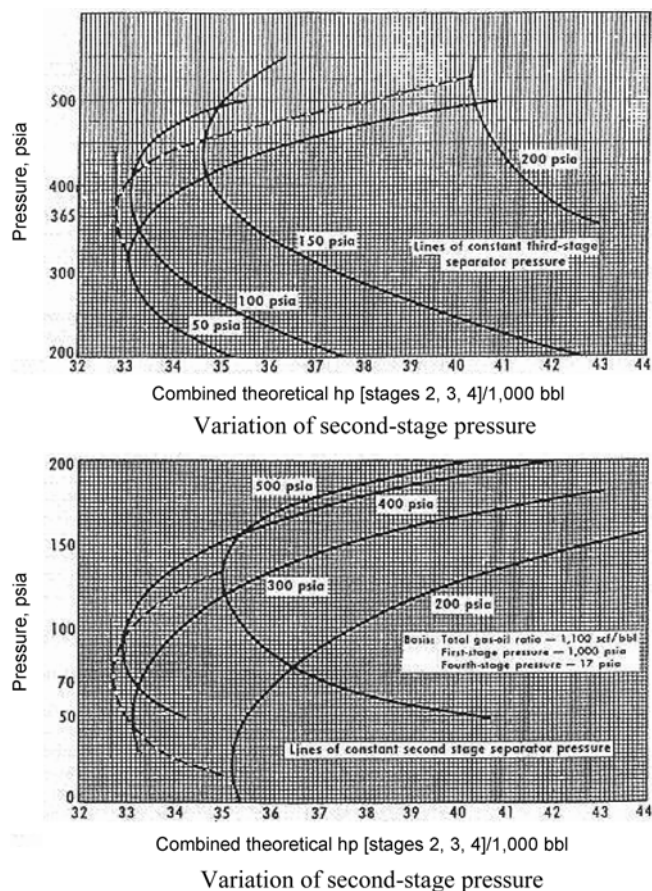 Pressure, psia
500
400
365
300
200
200 psia
150 psia
Lines of constant third-stage
separator pressure
100 psia
50 psia
32 33 34 35 36 37 38 39 40 41 42 43 44
Combined theoretical hp [stages 2, 3, 4]/1,000 bbl
Variation of second-stage pressure
Pressure, psia
200
150
100
70
50
0
500 psia
400 psia
300 psia
200 psia
Basis: Total gas-oil ratio — 1,100 scf/bbl
First-stage pressure — 1,000 psia
Fourth-stage pressure — 17 psia
Lines of constant second stage separator pressure
32 33 34 35 36 37 38 39 40 41 42 43 44
Combined theoretical hp [stages 2, 3, 4]/1,000 bbl
Variation of second-stage pressure